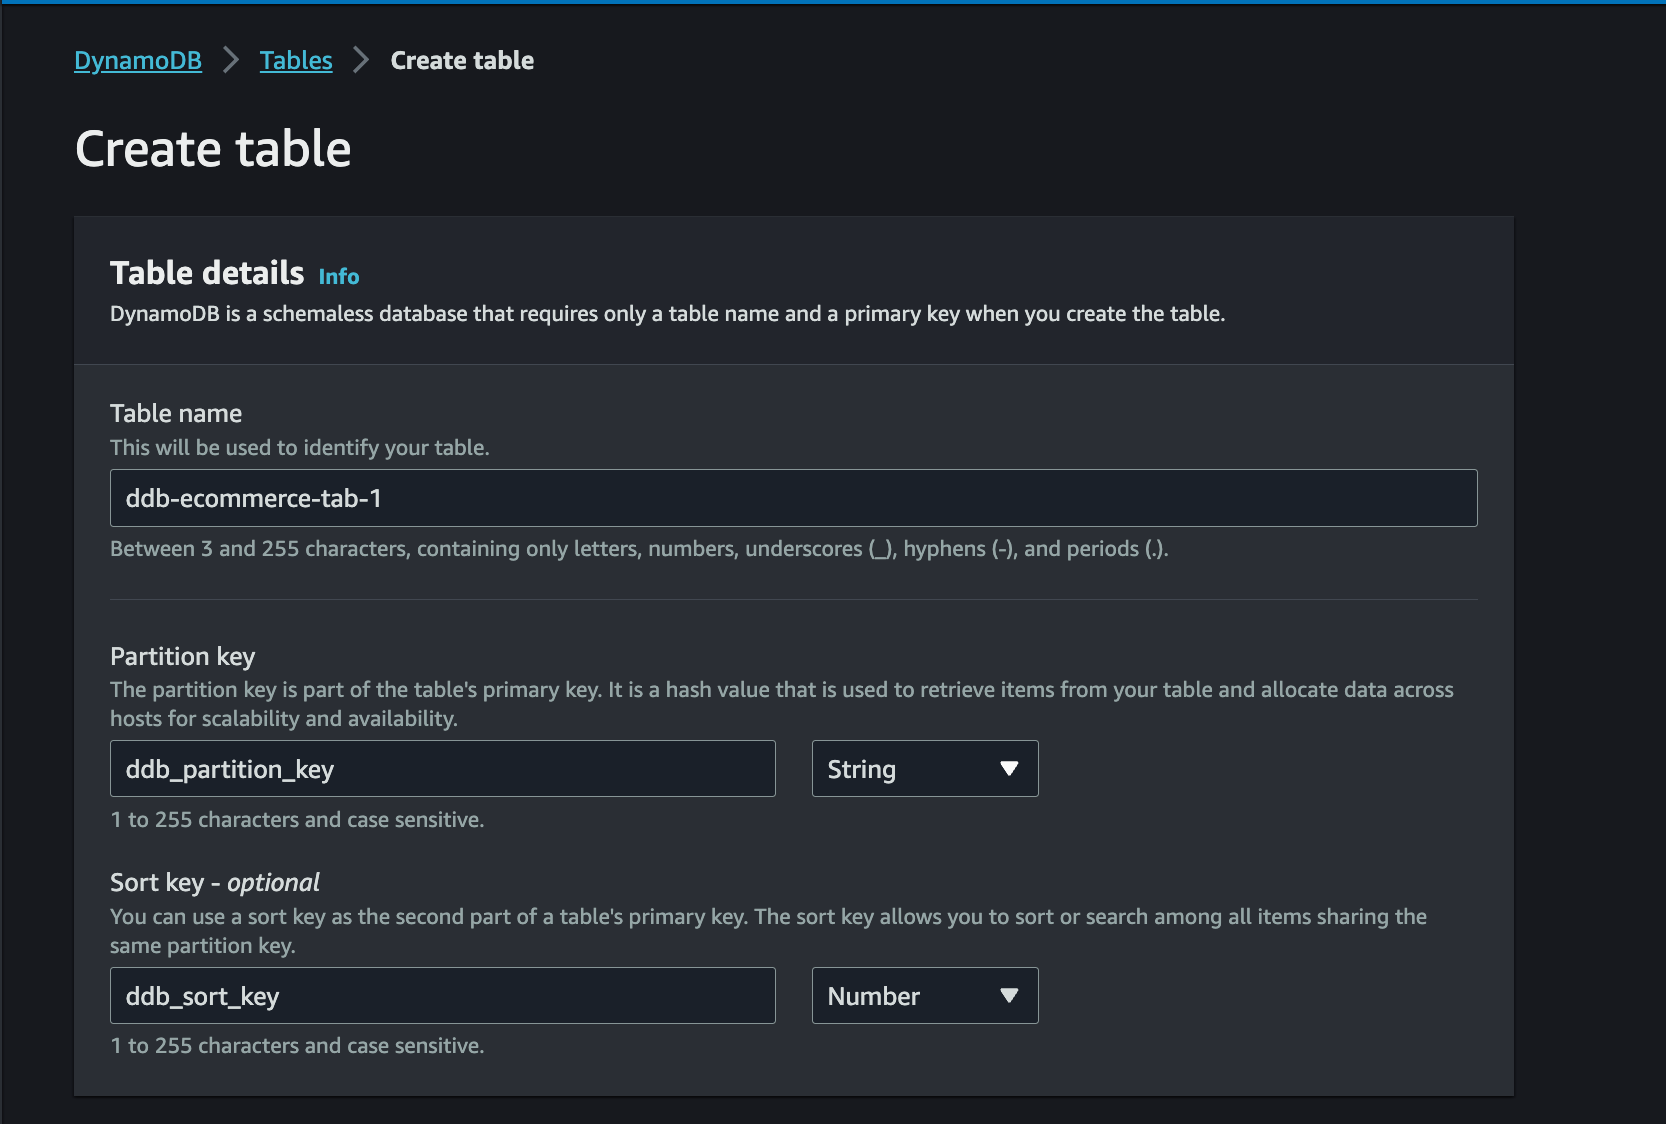 DynamoDB > Tables > Create table
Create table
Table details Info
DynamoDB is a schemaless database that requires only a table name and a primary key when you create the table.
Table name
This will be used to identify your table.
ddb-ecommerce-tab-1
Between 3 and 255 characters, containing only letters, numbers, underscores (_), hyphens (-), and periods (.).
Partition key
The partition key is part of the table's primary key. It is a hash value that is used to retrieve items from your table and allocate data across
hosts for scalability and availability.
ddb_partition_key String
1 to 255 characters and case sensitive.
Sort key - optional
You can use a sort key as the second part of a table's primary key. The sort key allows you to sort or search among all items sharing the
same partition key.
ddb_sort_key Number
1 to 255 characters and case sensitive.